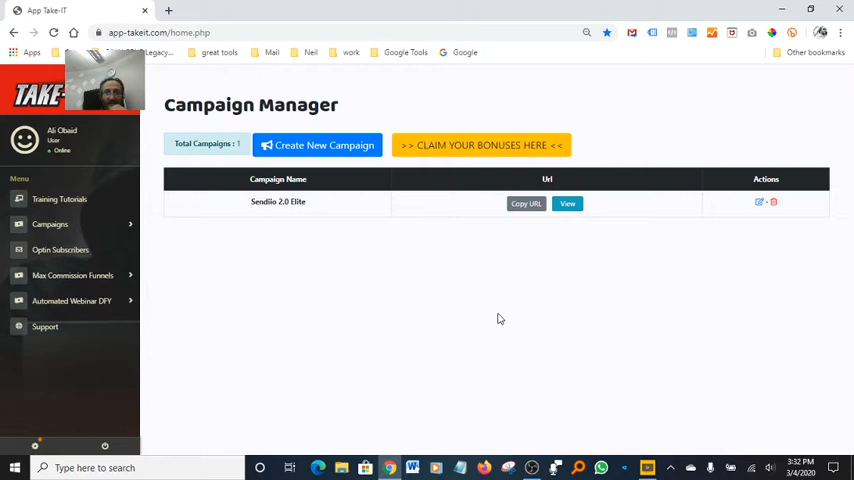 App Take-IT
app-takeit.com/home.php
Apps
Legacy...
great tools
Mail
Neil
work
Google Tools
Google
Other bookmarks
TAKE-
Ali Obaid
User
Online
Menu
Training Tutorials
Campaigns
Optin Subscribers
Max Commission Funnels
Automated Webinar DFY
Support
Campaign Manager
Total Campaigns : 1
Create New Campaign
>> CLAIM YOUR BONUSES HERE <<
Campaign Name
Url
Actions
Sendiio 2.0 Elite
Copy URL
View
Type here to search
3:32 PM
3/4/2020